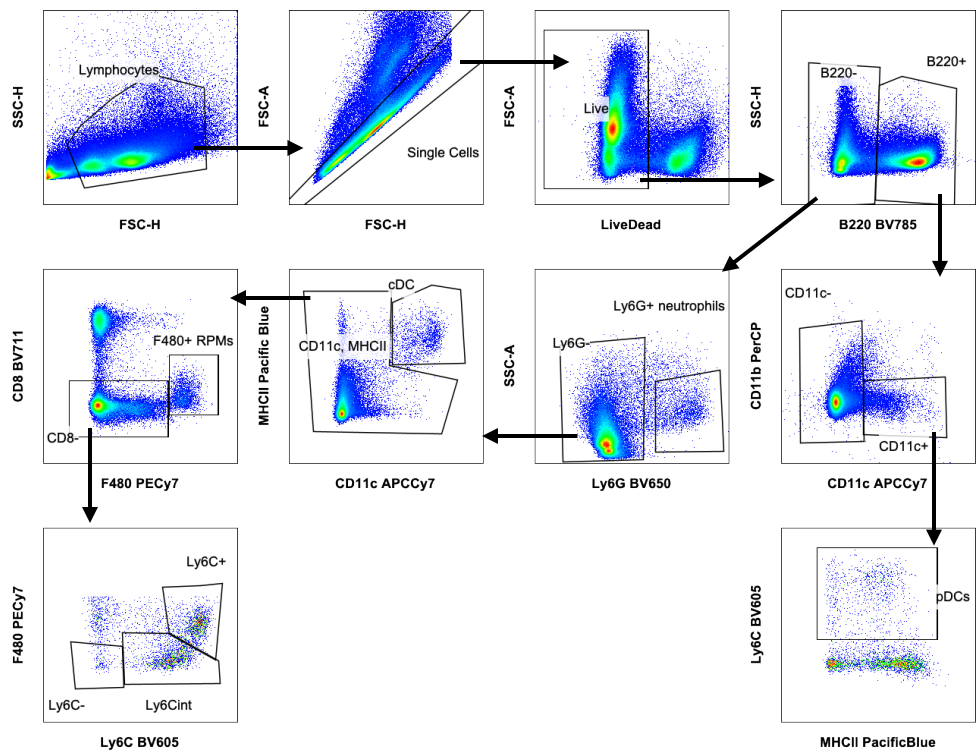 SSC-H
Lymphocytes
FSC-H
FSC-A
Single Cells
FSC-H
FSC-A
Live
LiveDead
SSC-H
B220-
B220+
B220 BV785
CD8 BV711
F480+ RPMs
CD8-
F480 PECy7
MHCII Pacific Blue
cDC
CD11c, MHCII
CD11c APCCy7
SSC-A
Ly6G+ neutrophils
Ly6G-
Ly6G BV650
CD11b PerCP
CD11c-
CD11c+
CD11c APCCy7
F480 PECy7
Ly6C+
Ly6C-
Ly6Cint
Ly6C BV605
Ly6C BV605
pDCs
MHCII PacificBlue